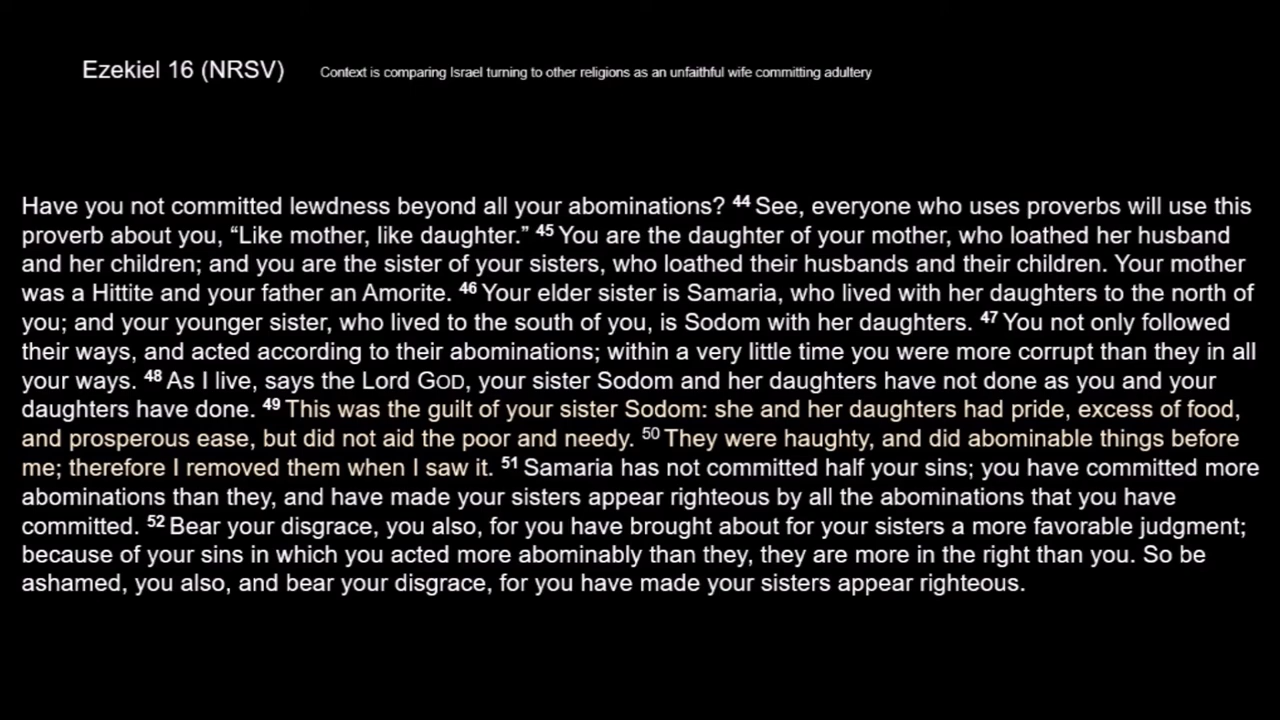 Ezekiel 16 (NRSV) Context is comparing Israel turning to other religions as an unfaithful wife committing adultery
Have you not committed lewdness beyond all your abominations? 44 See, everyone who uses proverbs will use this
proverb about you, “Like mother, like daughter.” 45 You are the daughter of your mother, who loathed her husband
and her children; and you are the sister of your sisters, who loathed their husbands and their children. Your mother
was a Hittite and your father an Amorite. 46 Your elder sister is Samaria, who lived with her daughters to the north of
you; and your younger sister, who lived to the south of you, is Sodom with her daughters. 47 You not only followed
their ways, and acted according to their abominations; within a very little time you were more corrupt than they in all
your ways. 48 As I live, says the Lord GOD, your sister Sodom and her daughters have not done as you and your
daughters have done. 49 This was the guilt of your sister Sodom: she and her daughters had pride, excess of food,
and prosperous ease, but did not aid the poor and needy. 50 They were haughty, and did abominable things before
me; therefore I removed them when I saw it. 51 Samaria has not committed half your sins; you have committed more
abominations than they, and have made your sisters appear righteous by all the abominations that you have
committed. 52 Bear your disgrace, you also, for you have brought about for your sisters a more favorable judgment;
because of your sins in which you acted more abominably than they, they are more in the right than you. So be
ashamed, you also, and bear your disgrace, for you have made your sisters appear righteous.